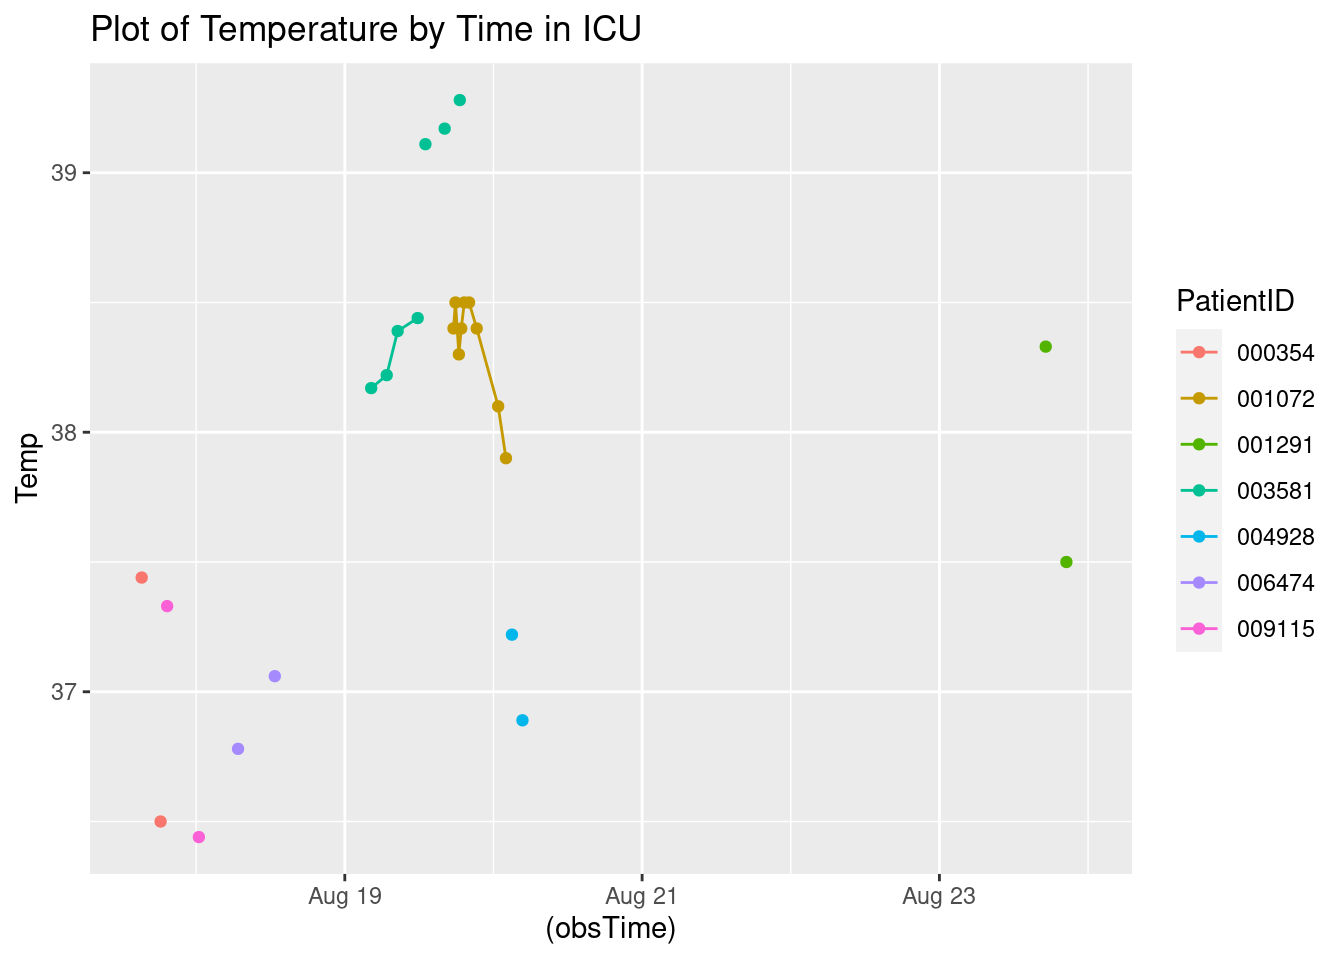 Plot of Temperature by Time in ICU
39
38
37
Temp
Aug 19
Aug 21
Aug 23
(obsTime)
PatientID
000354
001072
001291
003581
004928
006474
009115